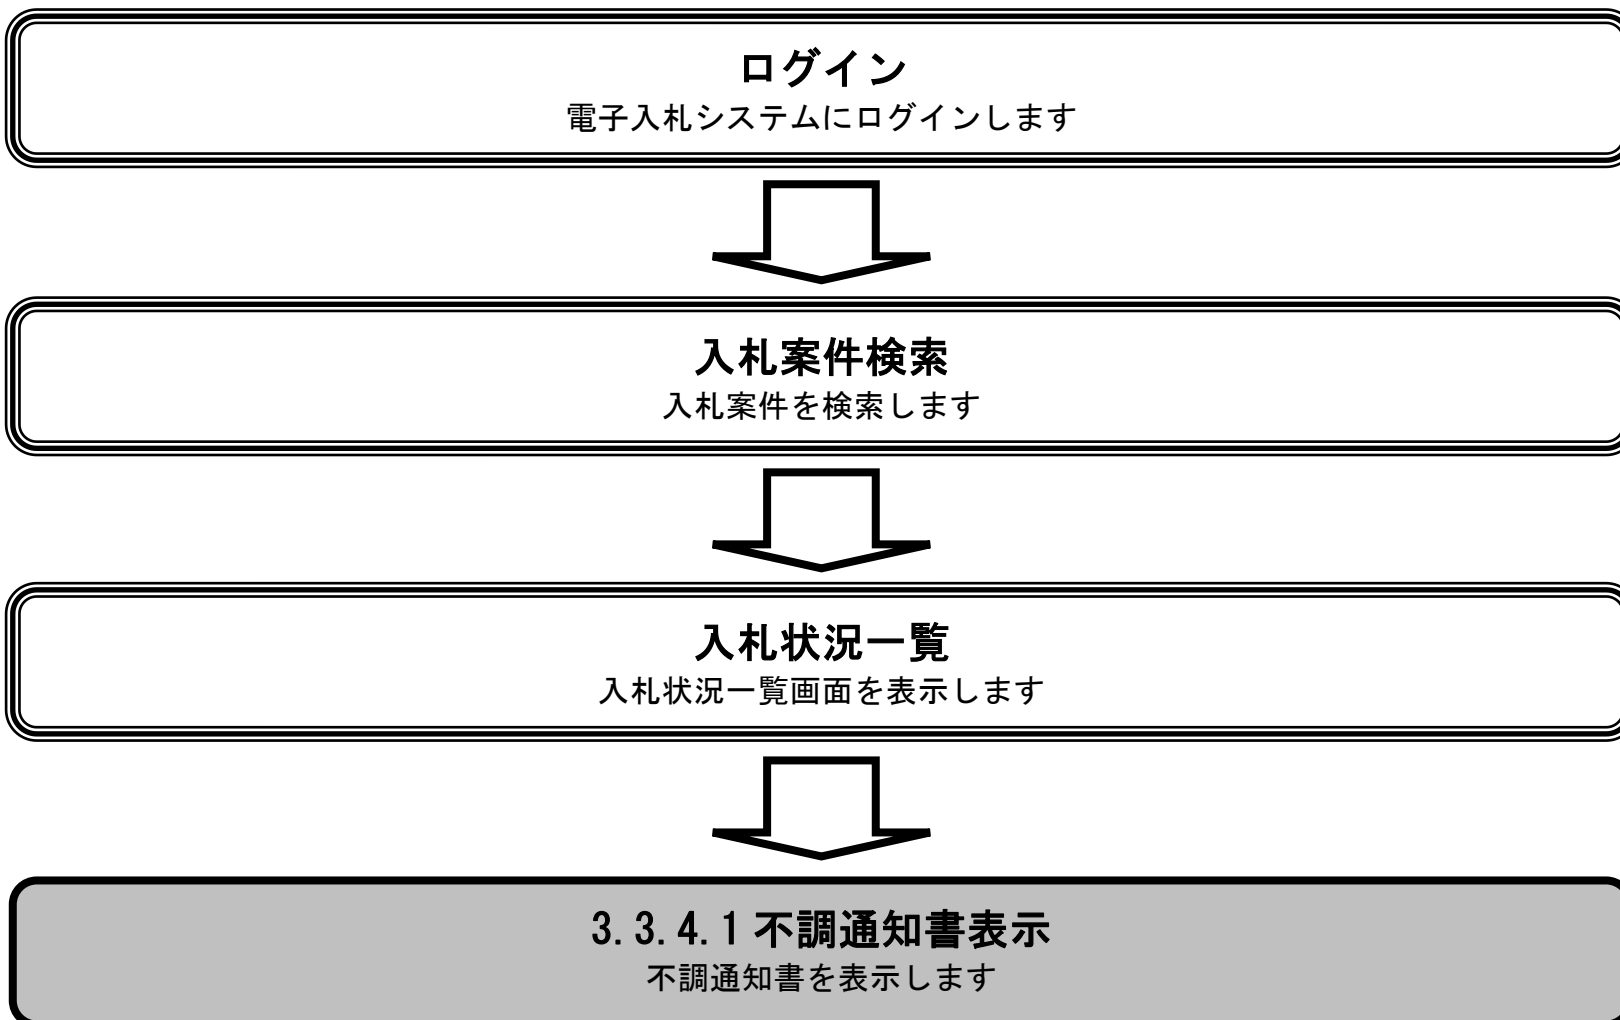 ログイン
電子入札システムにログインします
入札案件検索
入札案件を検索します
入札状況一覧
入札状況一覧画面を表示します
3.3.4.1不調通知書表示
不調通知書を表示します